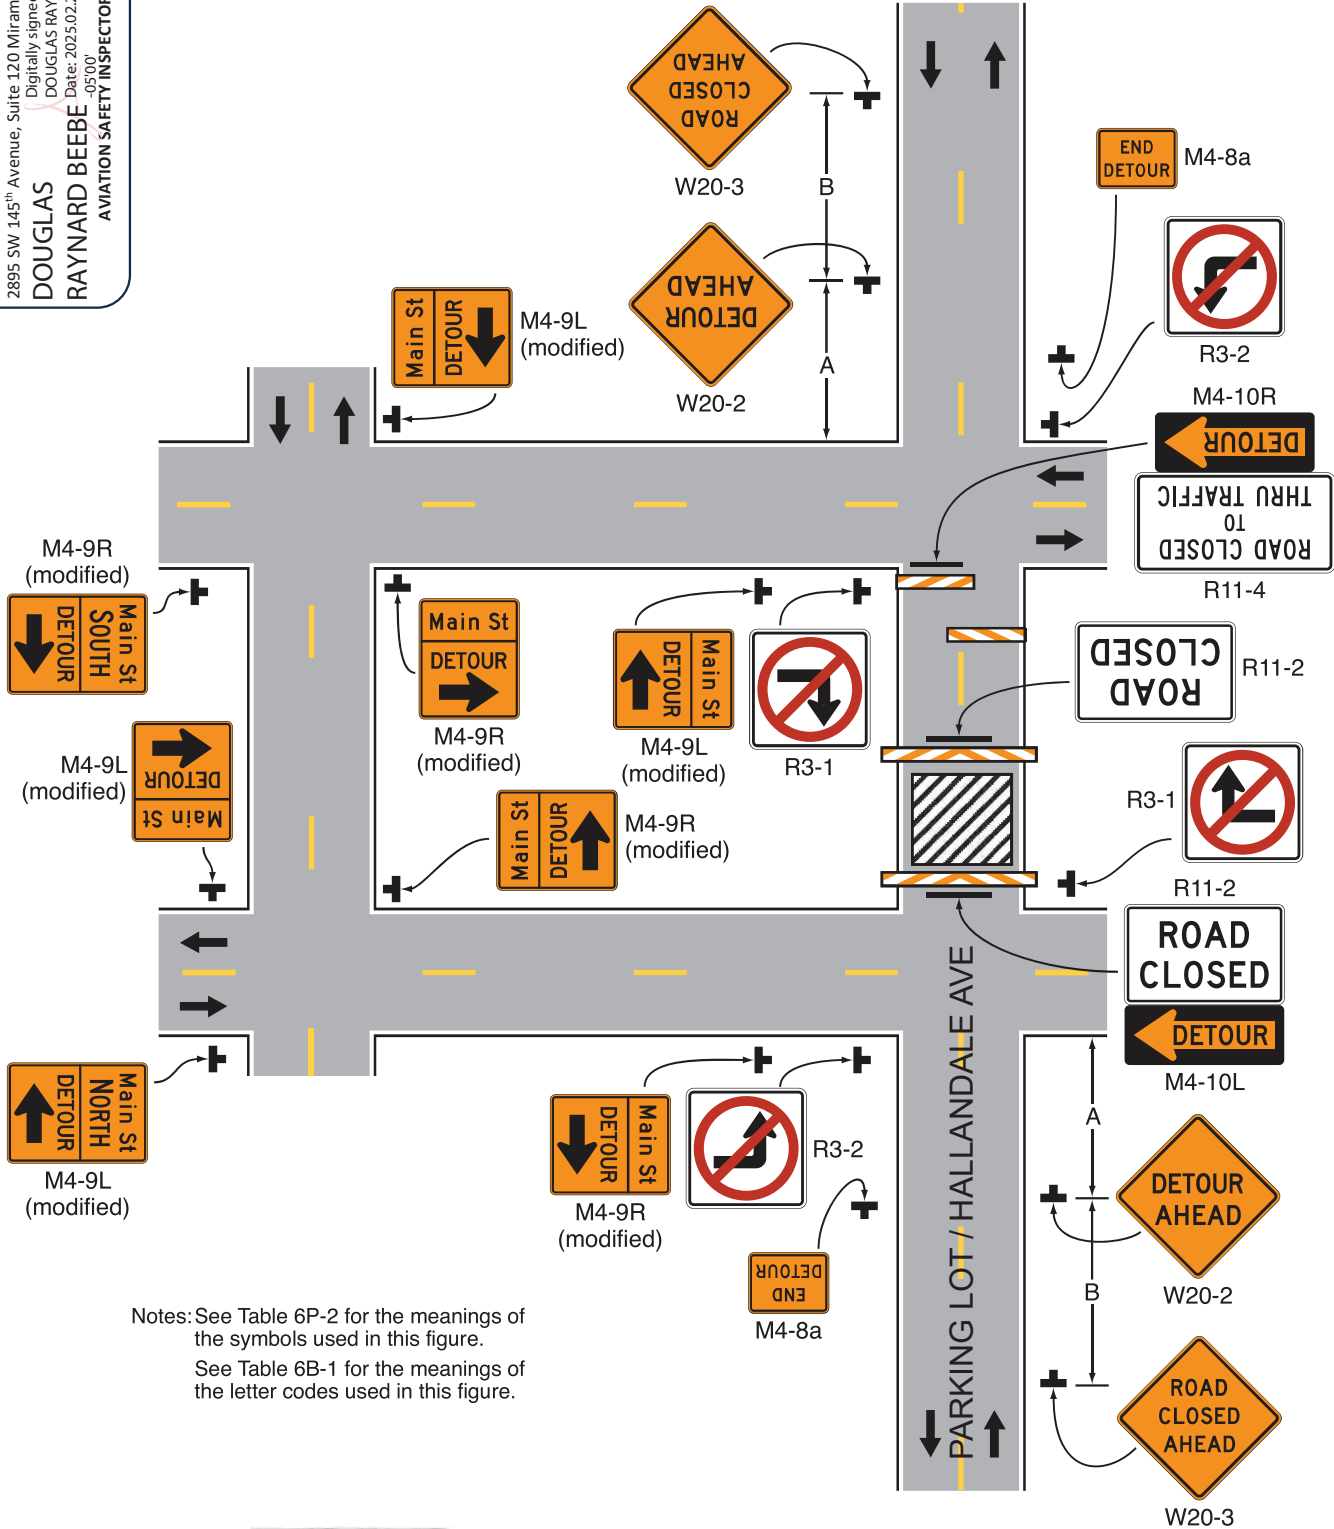 2895 SW 145th Avenue, Suite 120 Miram
DOUGLAS
RAYNARD BEEBE
Digitally signed
DOUGLAS RAY
Date: 2025.02.2
-05'00'
AVIATION SAFETY INSPECTOR
ROAD
CLOSED
AHEAD
W20-3
B
DETOUR
AHEAD
W20-2
A
END
DETOUR
M4-8a
R3-2
M4-10R
DETOUR
ROAD CLOSED
TO
THRU TRAFFIC
R11-4
Main St
DETOUR
M4-9L
(modified)
M4-9R
(modified)
Main St
SOUTH
DETOUR
Main St
DETOUR
M4-9R
(modified)
Main St
DETOUR
M4-9L
(modified)
R3-1
ROAD
CLOSED
R11-2
M4-9L
(modified)
DETOUR
Main St
Main St
DETOUR
M4-9R
(modified)
R3-1
R11-2
ROAD
CLOSED
DETOUR
M4-10L
PARKING LOT / HALLANDALE AVE
Main St
NORTH
DETOUR
M4-9L
(modified)
Main St
DETOUR
M4-9R
(modified)
R3-2
END
DETOUR
M4-8a
A
DETOUR
AHEAD
W20-2
B
ROAD
CLOSED
AHEAD
W20-3
Notes: See Table 6P-2 for the meanings of
the symbols used in this figure.
See Table 6B-1 for the meanings of
the letter codes used in this figure.